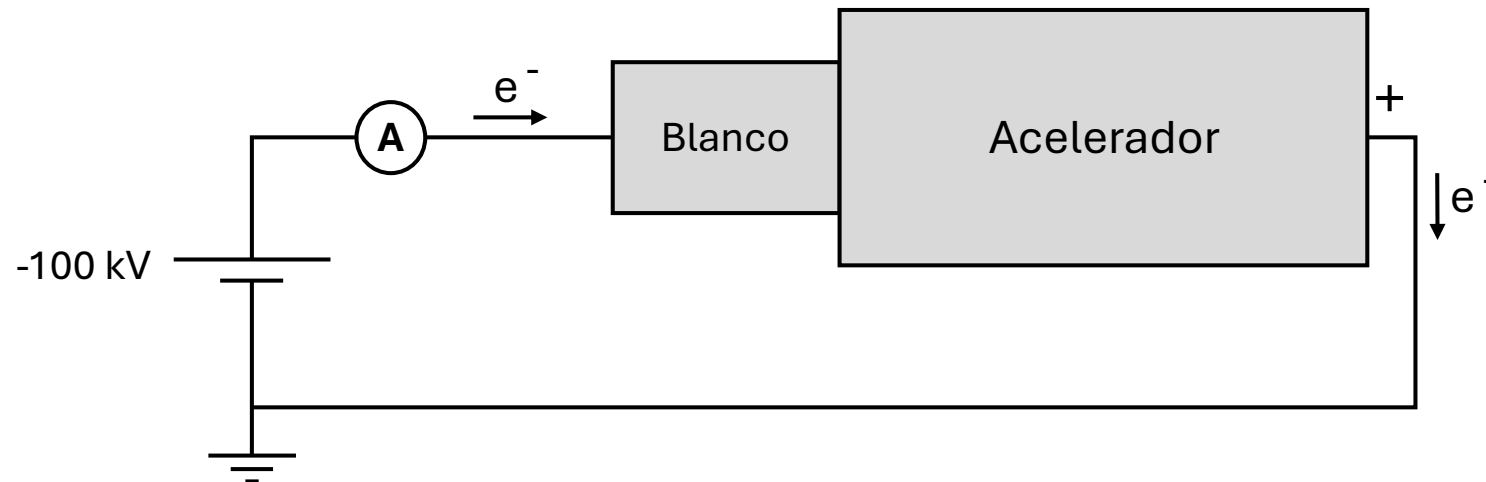 e⁻
+
A
Blanco
Acelerador
e⁻
-100 kV